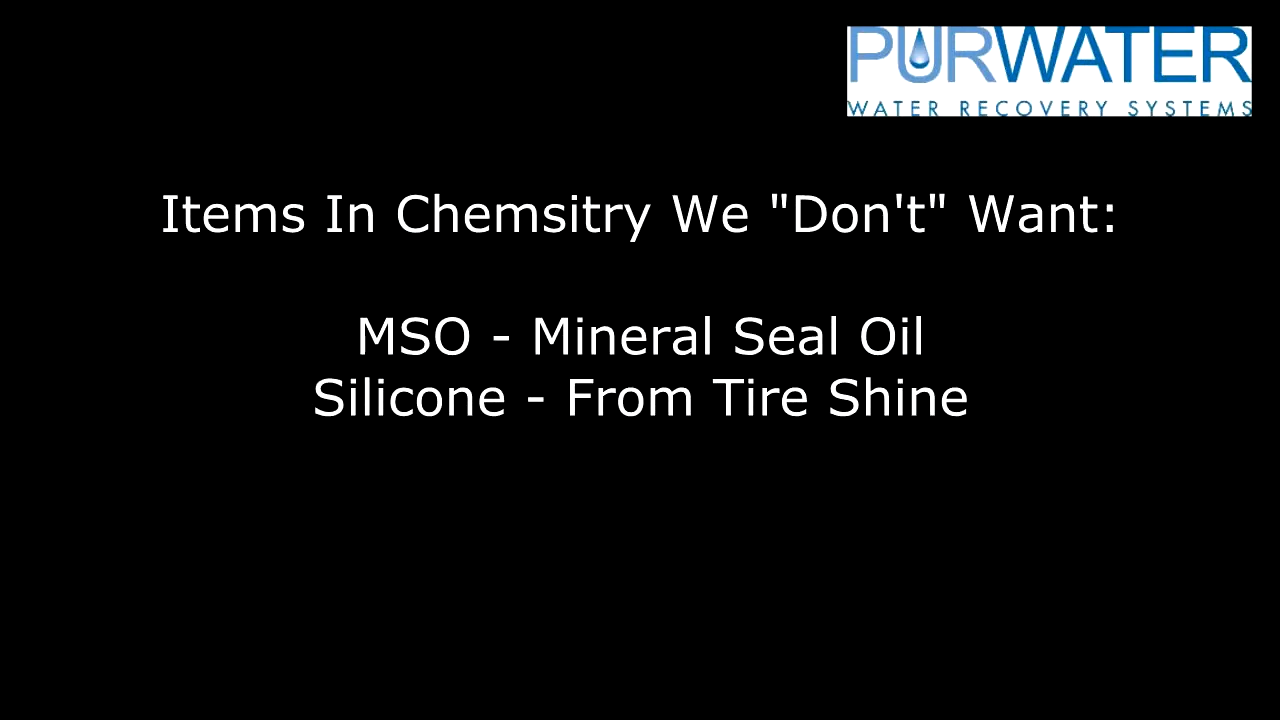 PURWATER
WATER RECOVERY SYSTEMS
Items In Chemsitry We "Don't" Want:
MSO - Mineral Seal Oil
Silicone - From Tire Shine